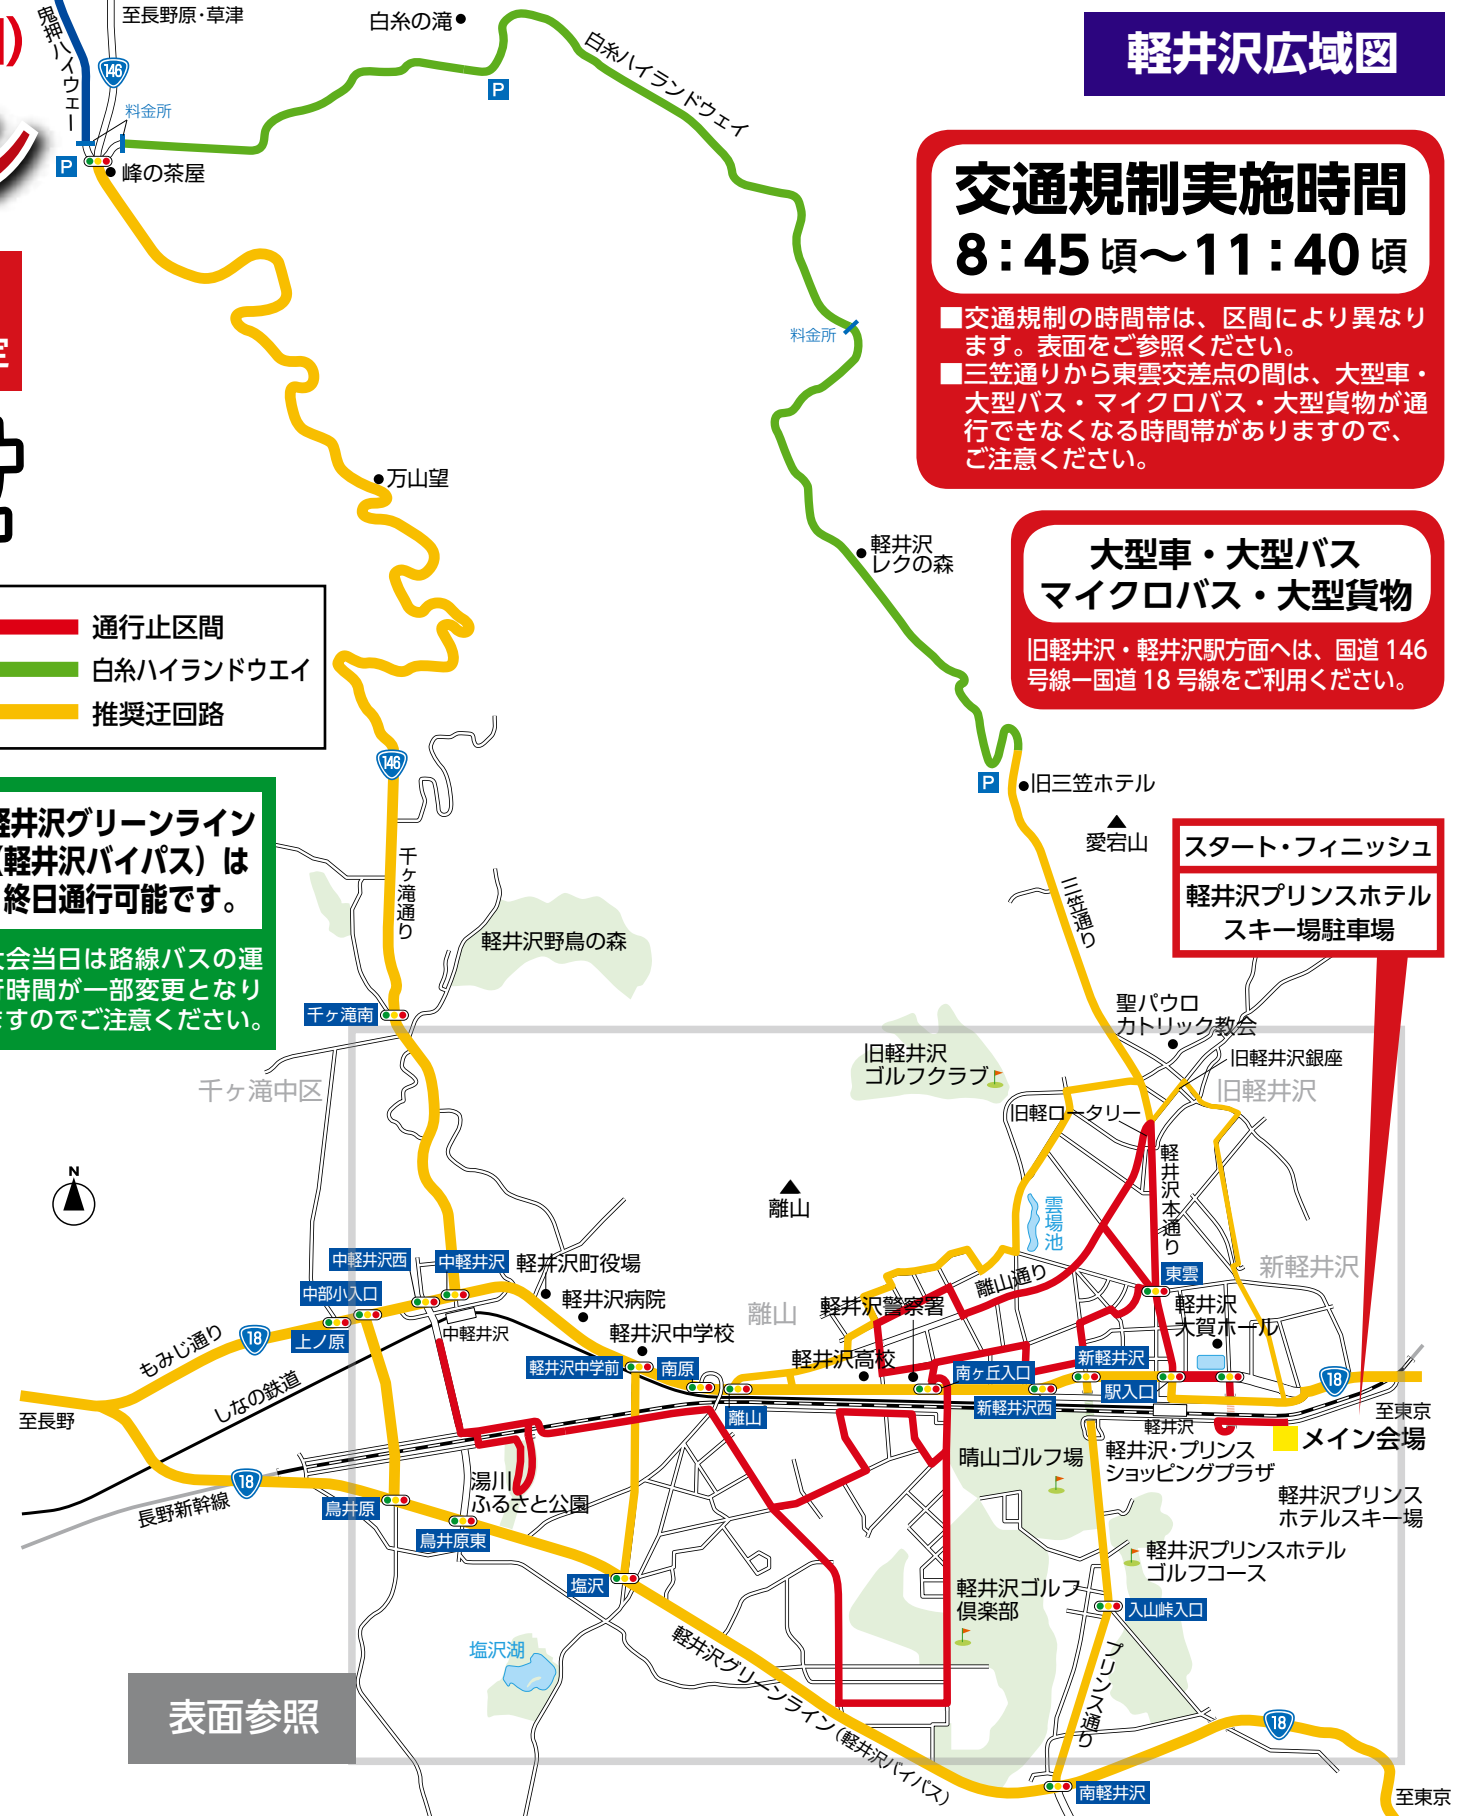 軽井沢広域図
交通規制実施時間
8：45頃～11：40頃
■交通規制の時間帯は、区間により異なり
ます。表面をご参照ください。
■三笠通りから東雲交差点の間は、大型車・
大型バス・マイクロバス・大型貨物が通
行できなくなる時間帯がありますので、
ご注意ください。
大型車・大型バス
マイクロバス・大型貨物
旧軽井沢・軽井沢駅方面へは、国道146
号線ー国道18号線をご利用ください。
鬼押ハイウェー
至長野原・草津
146
料金所
P
峰の茶屋
白糸の滝
P
白糸ハイランドウェイ
料金所
万山望
軽井沢
レクの森
通行止区間
白糸ハイランドウエイ
推奨迂回路
軽井沢グリーンライン
（軽井沢バイパス）は
終日通行可能です。
大会当日は路線バスの運
行時間が一部変更となり
ますのでご注意ください。
146
千ヶ滝通り
P
旧三笠ホテル
愛宕山
三笠通り
スタート・フィニッシュ
軽井沢プリンスホテル
スキー場駐車場
軽井沢野鳥の森
千ヶ滝南
千ヶ滝中区
聖パウロ
カトリック教会
旧軽井沢銀座
旧軽井沢
旧軽井沢
ゴルフクラブ
旧軽ロータリー
軽井沢本通り
N
離山
雲場池
新軽井沢
東雲
離山通り
軽井沢
大賀ホール
中軽井沢西
中軽井沢
軽井沢町役場
中部小入口
軽井沢病院
上ノ原
18
もみじ通り
中軽井沢
軽井沢中学校
離山
軽井沢警察署
軽井沢中学前
南原
軽井沢高校
南ヶ丘入口
新軽井沢
駅入口
18
新軽井沢西
離山
至長野
しなの鉄道
軽井沢
至東京
メイン会場
18
長野新幹線
湯川
ふるさと公園
晴山ゴルフ場
軽井沢・プリンス
ショッピングプラザ
軽井沢プリンス
ホテルスキー場
鳥井原
鳥井原東
軽井沢プリンスホテル
ゴルフコース
塩沢
軽井沢ゴルフ
倶楽部
入山峠入口
塩沢湖
軽井沢グリーンライン（軽井沢バイパス）
プリンス通り
表面参照
18
南軽井沢
至東京